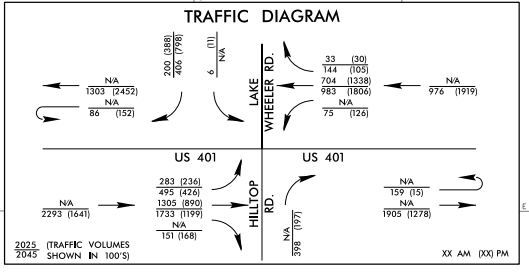 TRAFFIC DIAGRAM
200 (388)
406 (798)
6 (11)
N/A
LAKE
WHEELER RD.
33 (30)
144 (105)
704 (1338)
983 (1806)
N/A
75 (126)
N/A
976 (1919)
N/A
1303 (2452)
N/A
86 (152)
US 401
US 401
N/A
2293 (1641)
283 (236)
495 (426)
1305 (890)
1733 (1199)
N/A
151 (168)
HILLTOP
RD.
N/A
398 (197)
N/A
159 (15)
N/A
1905 (1278)
2025 (TRAFFIC VOLUMES
2045 SHOWN IN 100'S)
XX AM (XX) PM
E